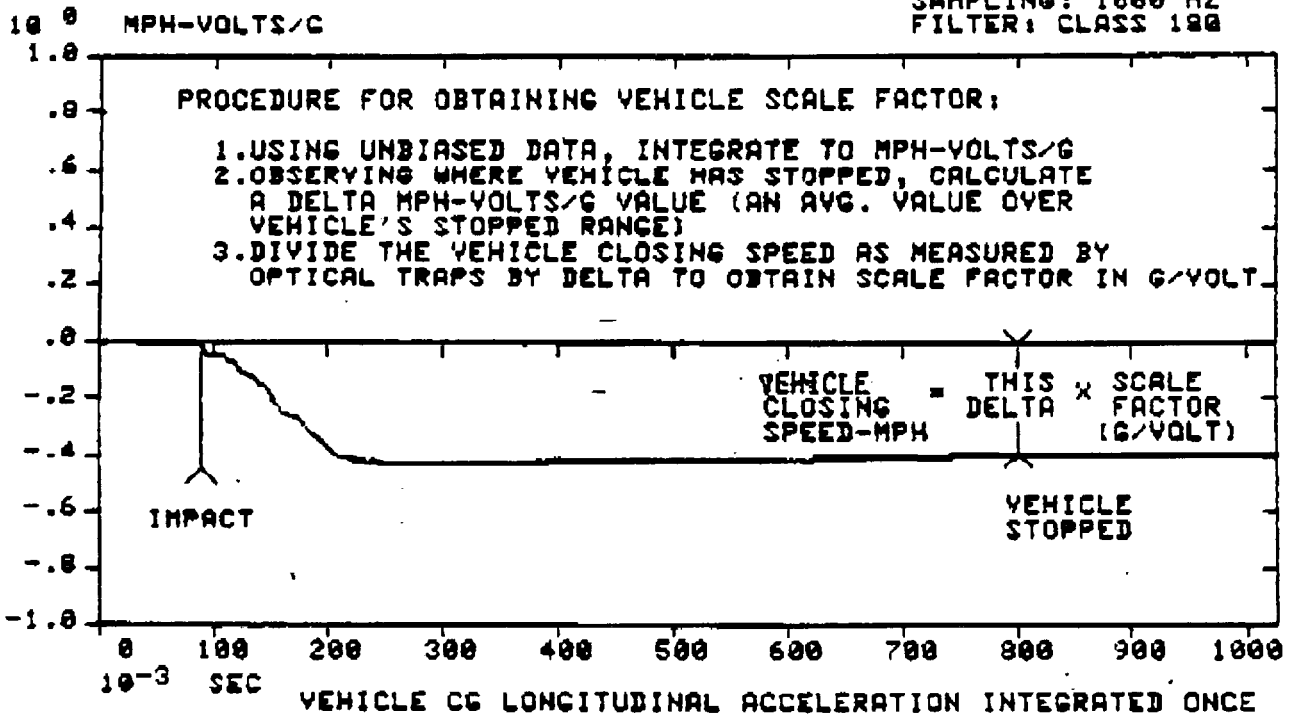 SAMPLING: 1000 HZ
10 0 MPH-VOLTS/G
FILTER: CLASS 180
1.0
PROCEDURE FOR OBTAINING VEHICLE SCALE FACTOR:
.8
1.USING UNBIASED DATA, INTEGRATE TO MPH-VOLTS/G
.6
2.OBSERVING WHERE VEHICLE HAS STOPPED, CALCULATE
A DELTA MPH-VOLTS/G VALUE (AN AVG. VALUE OVER
.4
VEHICLE'S STOPPED RANGE)
3.DIVIDE THE VEHICLE CLOSING SPEED AS MEASURED BY
.2
OPTICAL TRAPS BY DELTA TO OBTAIN SCALE FACTOR IN G/VOLT
.0
-.2
VEHICLE CLOSING SPEED-MPH = THIS DELTA × SCALE FACTOR (G/VOLT)
-.4
-.6
IMPACT
VEHICLE
STOPPED
-.8
-1.0
0 100 200 300 400 500 600 700 800 900 1000
10-3 SEC
VEHICLE CG LONGITUDINAL ACCELERATION INTEGRATED ONCE